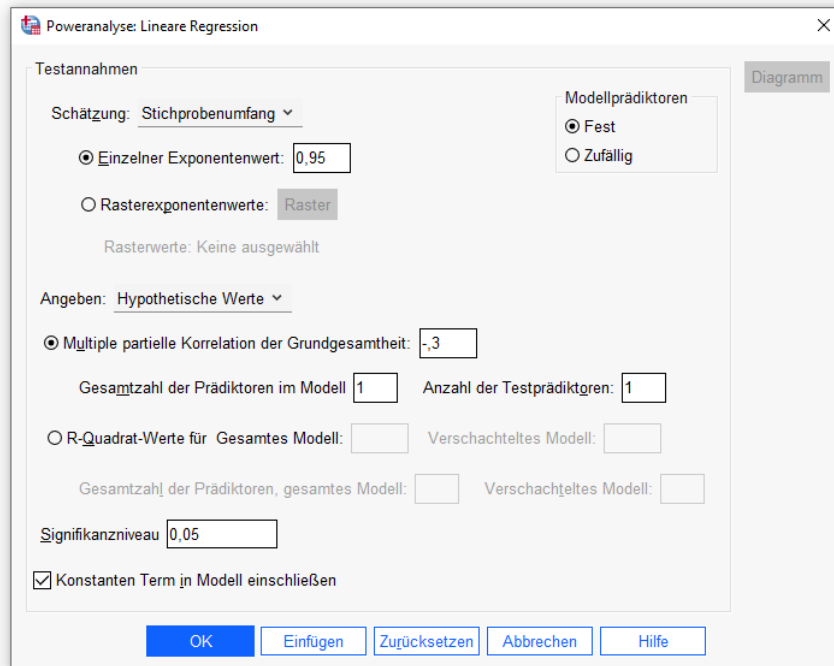 Poweranalyse: Lineare Regression
Testannahmen
Diagramm
Schätzung: Stichprobenumfang
Modellprädiktoren
Fest
Zufällig
Einzelner Exponentenwert: 0,95
Rasterexponentenwerte: Raster
Rasterwerte: Keine ausgewählt
Angeben: Hypothetische Werte
Multiple partielle Korrelation der Grundgesamtheit: -,3
Gesamtzahl der Prädiktoren im Modell 1 Anzahl der Testprädiktoren: 1
R-Quadrat-Werte für Gesamtes Modell: Verschachteltes Modell:
Gesamtzahl der Prädiktoren, gesamtes Modell: Verschachteltes Modell:
Signifikanzniveau 0,05
Konstanten Term in Modell einschließen
OK Einfügen Zurücksetzen Abbrechen Hilfe